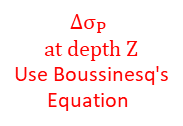 Δσₚ
at depth Z
Use Boussinesq's
Equation